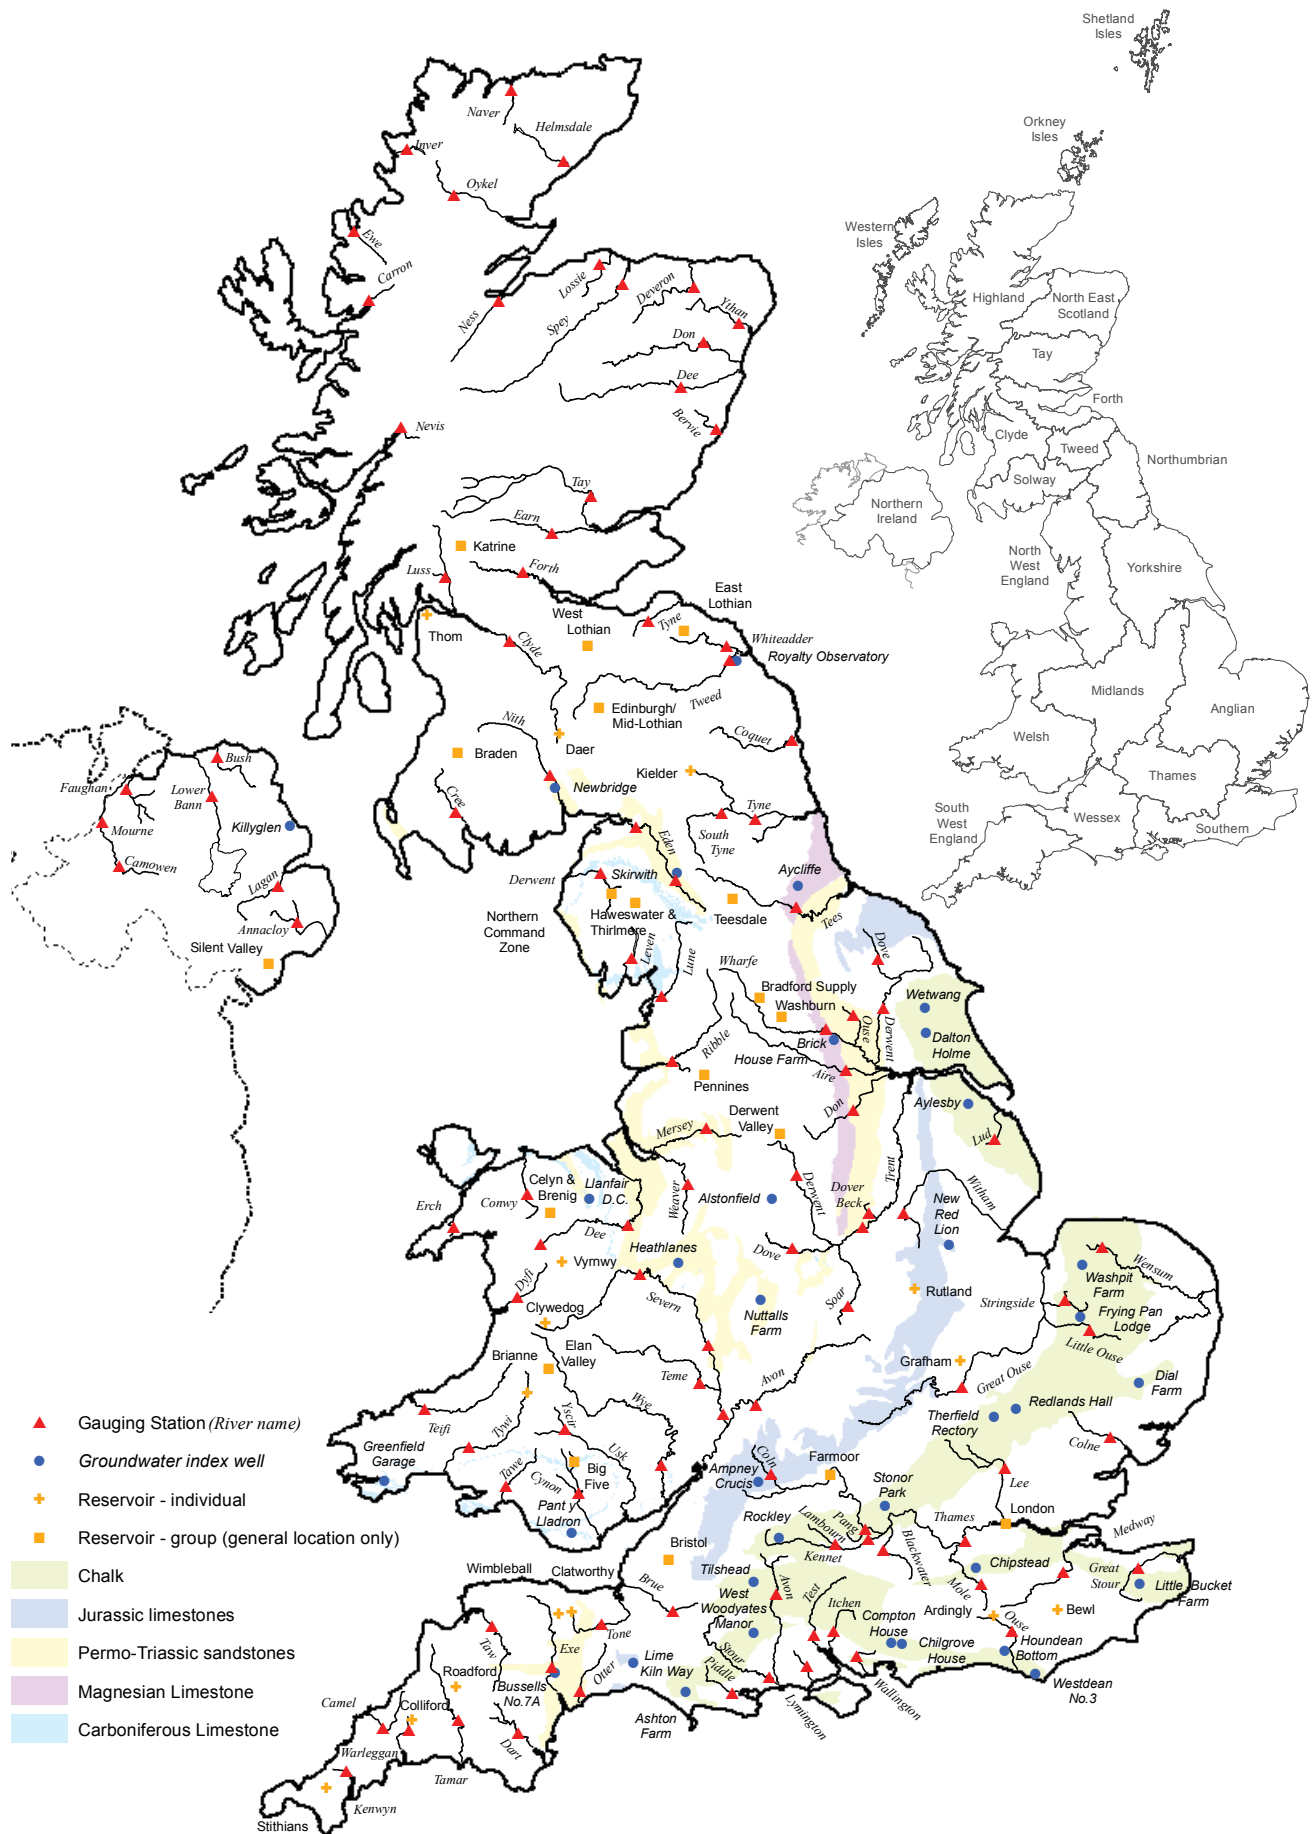 Shetland
Isles
Orkney
Isles
Western
Isles
Highland
North East
Scotland
Tay
Forth
Clyde
Tweed
Solway
Northumbrian
Northern
Ireland
North
West
England
Yorkshire
Midlands
Anglian
Welsh
Thames
South
West
England
Wessex
Southern
Naver
Helmsdale
Inver
Oykel
Ewe
Carron
Ness
Lossie
Spey
Deveron
Ythan
Don
Dee
Bervie
Nevis
Tay
Earn
Katrine
Luss
Forth
East
Lothian
West
Lothian
Thom
Clyde
Tyne
Whiteadder
Royalty Observatory
Edinburgh/
Mid-Lothian
Tweed
Nith
Daer
Braden
Coquet
Kielder
Newbridge
Cree
Tyne
South
Tyne
Eden
Bush
Faughan
Lower
Bann
Killyglen
Mourne
Camowen
Lagan
Annacloy
Silent Valley
Derwent
Skirwith
Aycliffe
Northern
Command
Zone
Haweswater &
Thirlmere
Teesdale
Tees
Leven
Lune
Wharfe
Dove
Bradford Supply
Washburn
Wetwang
Ouse
Derwent
Dalton
Holme
Brick
House Farm
Ribble
Aire
Pennines
Don
Aylesby
Derwent
Valley
Mersey
Lud
Celyn &
Brenig
Llanfair
D.C.
Conwy
Weaver
Alstonfield
Derwent
Dover
Beck
Trent
Witham
New
Red
Lion
Erch
Dee
Heathlanes
Dove
Vyrnwy
Dyfi
Severn
Clywedog
Nuttalls
Farm
Soar
Rutland
Stringside
Washpit
Farm
Wensum
Frying Pan
Lodge
Little Ouse
Elan
Valley
Brianne
Teme
Avon
Grafham
Great Ouse
Dial
Farm
Redlands Hall
Therfield
Rectory
Colne
Wye
Teifi
Tywi
Yscir
Usk
Greenfield
Garage
Tawe
Cynon
Big
Five
Pant y
Lladron
Coln
Ampney
Crucis
Farmoor
Stonor
Park
Lee
London
Thames
Medway
Rockley
Lambourn
Pang
Kennet
Blackwater
Bristol
Tilshead
Chipstead
Great
Stour
Little Bucket
Farm
Wimbleball
Clatworthy
Brue
West
Woodyates
Manor
Avon
Test
Itchen
Compton
House
Mole
Ardingly
Ouse
Bewl
Chilgrove
House
Houndean
Bottom
Westdean
No.3
Taw
Exe
Tone
Otter
Lime
Kiln Way
Stour
Piddle
Lymington
Wallington
Roadford
Bussells
No.7A
Ashton
Farm
Camel
Colliford
Warleggan
Dart
Tamar
Kenwyn
Stithians
Gauging Station (River name)
Groundwater index well
Reservoir - individual
Reservoir - group (general location only)
Chalk
Jurassic limestones
Permo-Triassic sandstones
Magnesian Limestone
Carboniferous Limestone